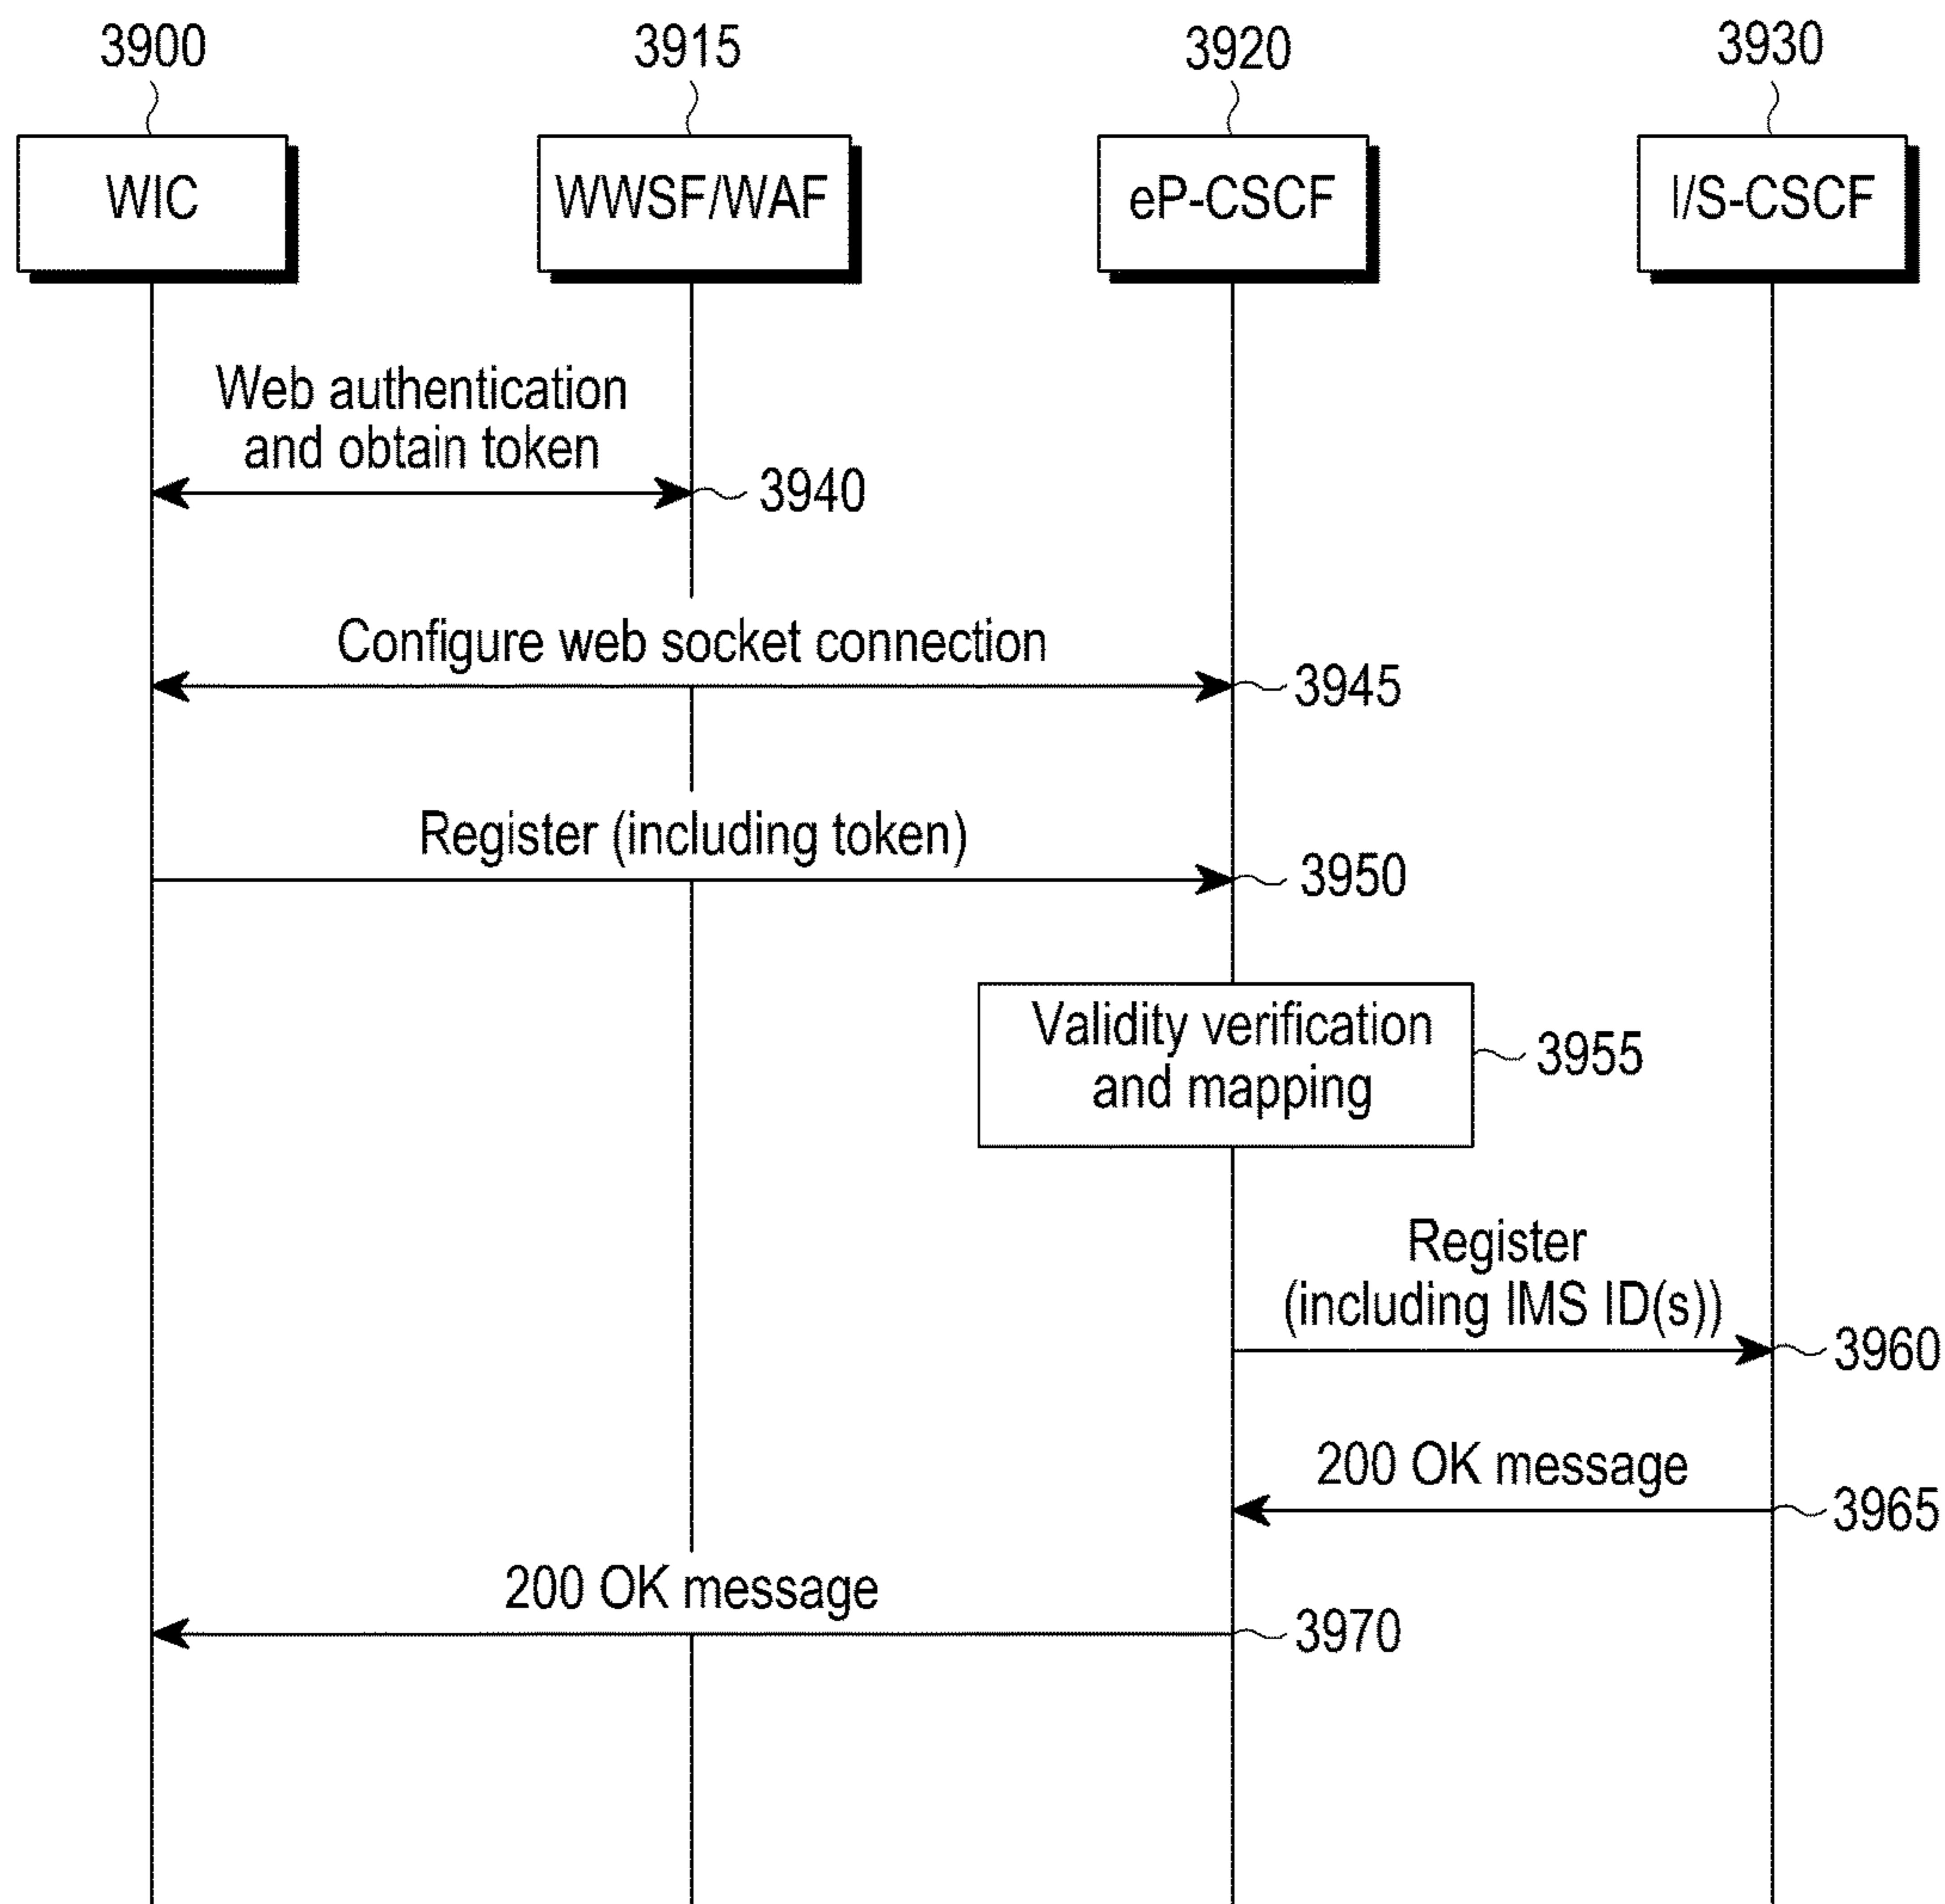 3900
3915
3920
3930
WIC
WWSF/WAF
eP-CSCF
I/S-CSCF
Web authentication
and obtain token
3940
Configure web socket connection
3945
Register (including token)
3950
Validity verification
and mapping
3955
Register
(including IMS ID(s))
3960
200 OK message
3965
200 OK message
3970